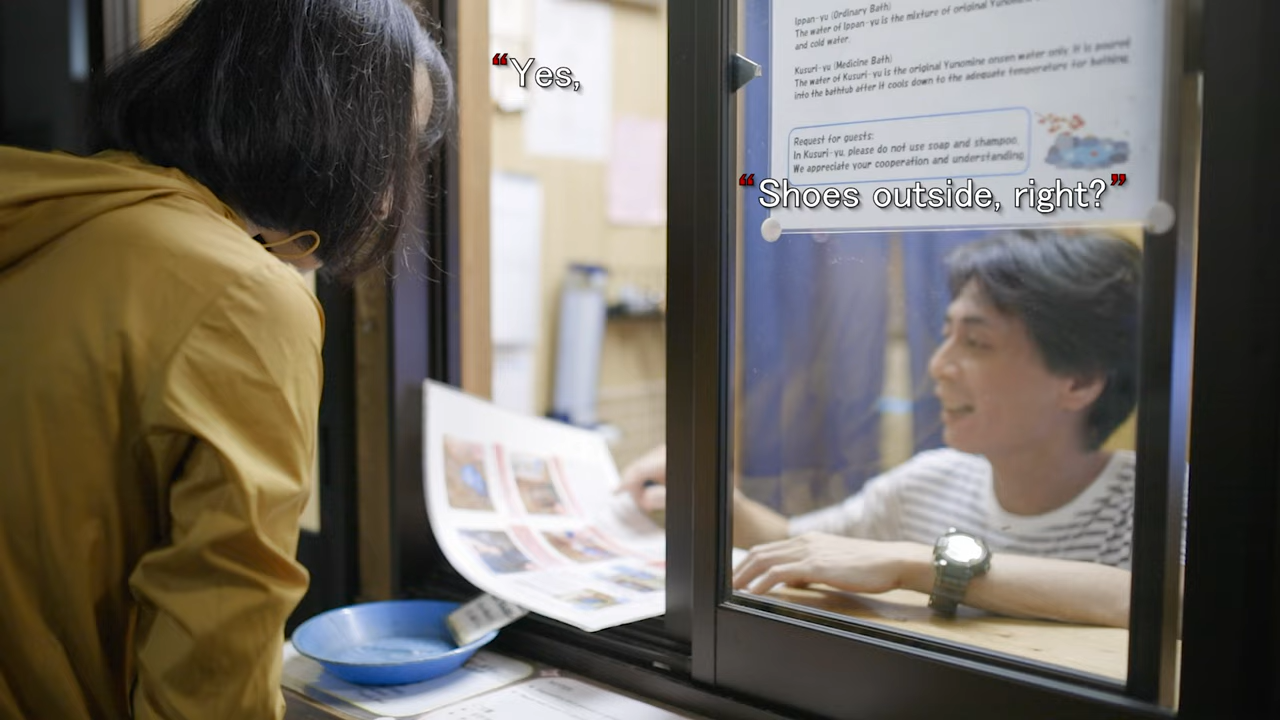 “Yes,
Ippan-yu (Ordinary Bath)
The water of Ippan-yu is the mixture of original Yunomine
and cold water.
Kusuri-yu (Medicine Bath)
The water of Kusuri-yu is the original Yunomine onsen water only. It is poured
into the bathtub after it cools down to the adequate temperature for bathing.
Request for guests:
In Kusuri-yu, please do not use soap and shampoo.
We appreciate your cooperation and understanding.
“Shoes outside, right?”